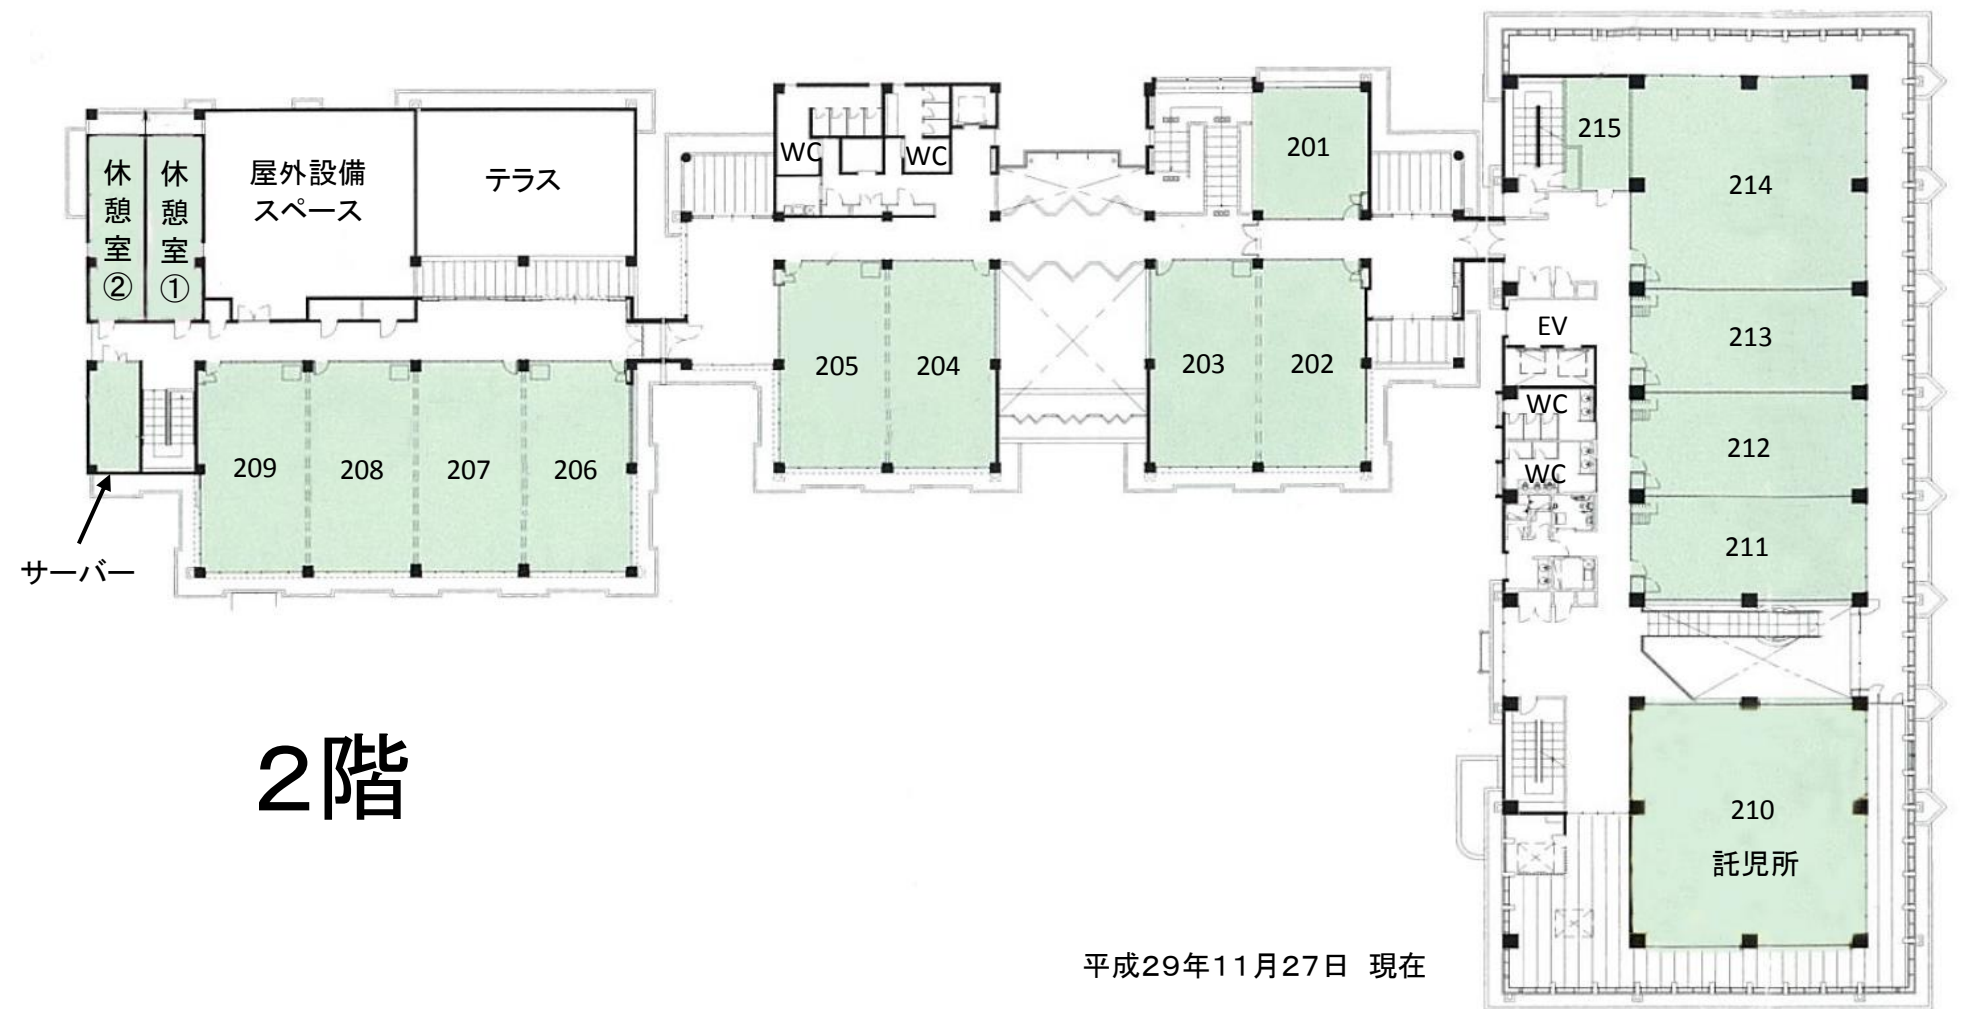 休憩室②
休憩室①
屋外設備
スペース
テラス
WC
WC
201
215
214
213
EV
205
204
203
202
WC
212
209
208
207
206
WC
211
サーバー
2階
210
託児所
平成29年11月27日 現在